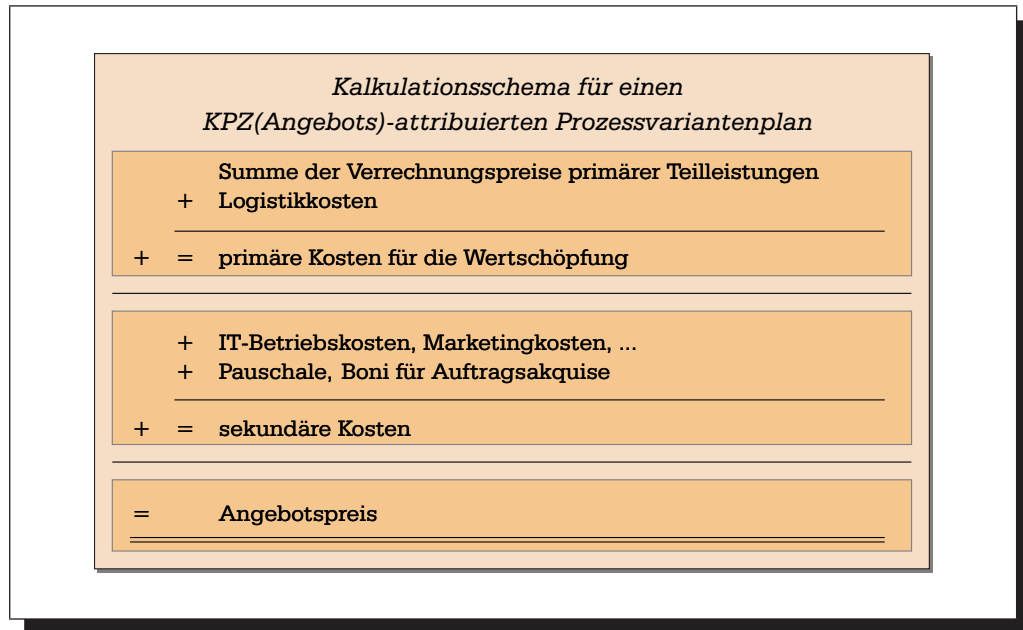 Kalkulationsschema für einen
KPZ(Angebots)-attribuierten Prozessvariantenplan
Summe der Verrechnungspreise primärer Teilleistungen
+ Logistikkosten
+ = primäre Kosten für die Wertschöpfung
+ IT-Betriebskosten, Marketingkosten, ...
+ Pauschale, Boni für Auftragsakquise
+ = sekundäre Kosten
= Angebotspreis